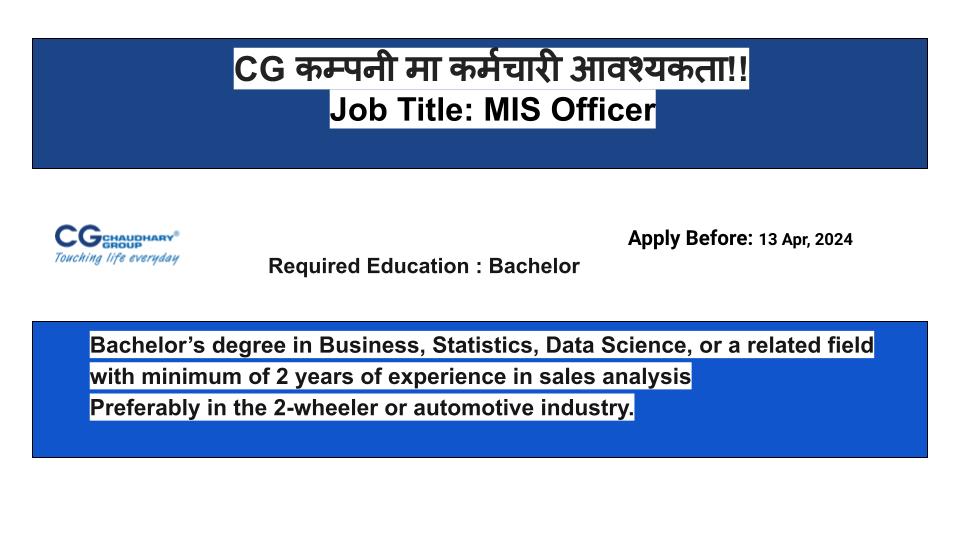 CG कम्पनी मा कर्मचारी आवश्यकता!!
Job Title: MIS Officer
CG CHAUDHARY GROUP®
Touching life everyday
Apply Before: 13 Apr, 2024
Required Education : Bachelor
Bachelor’s degree in Business, Statistics, Data Science, or a related field
with minimum of 2 years of experience in sales analysis
Preferably in the 2-wheeler or automotive industry.